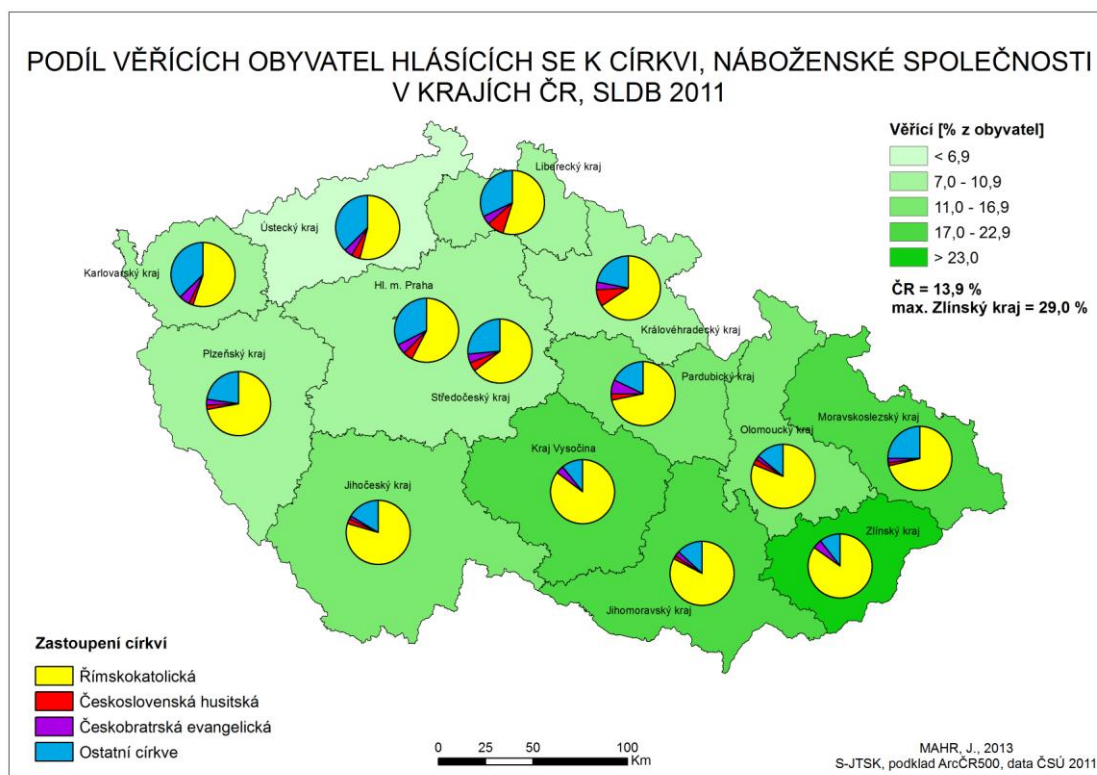 PODÍL VĚŘÍCÍCH OBYVATEL HLÁSÍCÍCH SE K CÍRKVI, NÁBOŽENSKÉ SPOLEČNOSTI
V KRAJÍCH ČR, SLDB 2011
Věřící [% z obyvatel]
< 6,9
7,0 - 10,9
11,0 - 16,9
17,0 - 22,9
> 23,0
ČR = 13,9 %
max. Zlínský kraj = 29,0 %
Liberecký kraj
Ústecký kraj
Karlovarský kraj
Hl. m. Praha
Královéhradecký kraj
Plzeňský kraj
Středočeský kraj
Pardubický kraj
Moravskoslezský kraj
Olomoucký kraj
Kraj Vysočina
Jihočeský kraj
Zlínský kraj
Jihomoravský kraj
Zastoupení církví
Římskokatolická
Československá husitská
Českobratrská evangelická
Ostatní církve
0 25 50 100
Km
MAHR, J., 2013
S-JTSK, podklad ArcČR500, data ČSÚ 2011